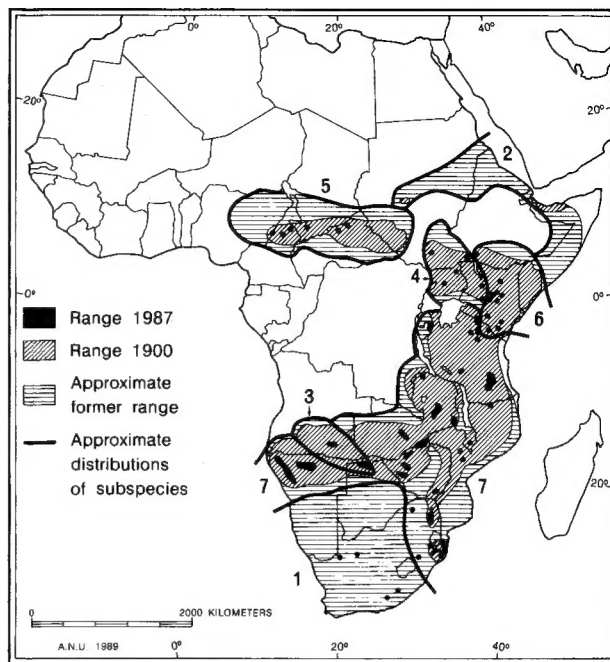 0° 20° 40°
20° 20°
5 2
4
0° 0°
6
Range 1987
Range 1900
Approximate
former range
Approximate
distributions
of subspecies
3
7 7
20°
1
0 2000 KILOMETERS
A.N.U. 1989
0° 20° 40°